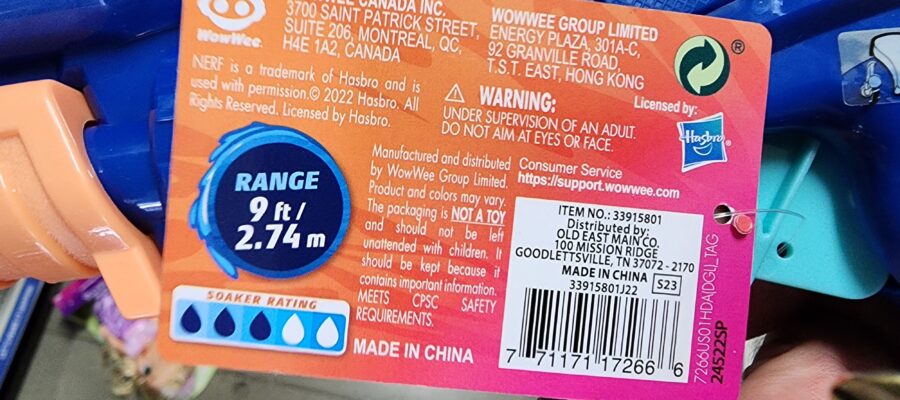 WEE CANADA INC.
3700 SAINT PATRICK STREET,
SUITE 206, MONTREAL, QC,
H4E 1A2, CANADA
WowWee
WOWWEE GROUP LIMITED
ENERGY PLAZA, 301A-C,
92 GRANVILLE ROAD,
T.S.T. EAST, HONG KONG
®
NERF is a trademark of Hasbro and is
used with permission.© 2022 Hasbro. All
Rights Reserved. Licensed by Hasbro.
⚠ WARNING:
UNDER SUPERVISION OF AN ADULT.
DO NOT AIM AT EYES OR FACE.
Licensed by:
Hasbro®
RANGE
9 ft /
2.74 m
SOAKER RATING
Manufactured and distributed
by WowWee Group Limited.
Product and colors may vary.
The packaging is NOT A TOY
and should not be left
unattended with children. It
should be kept because it
contains important information.
MEETS CPSC SAFETY
REQUIREMENTS.
MADE IN CHINA
Consumer Service
https://support.wowwee.com
ITEM NO.: 33915801
Distributed by:
OLD EAST MAIN CO.
100 MISSION RIDGE
GOODLETTSVILLE, TN 37072 - 2170
MADE IN CHINA
33915801J22
S23
7 71171 17266 6
7266US01HDA(DGI)_TAG
24522SP